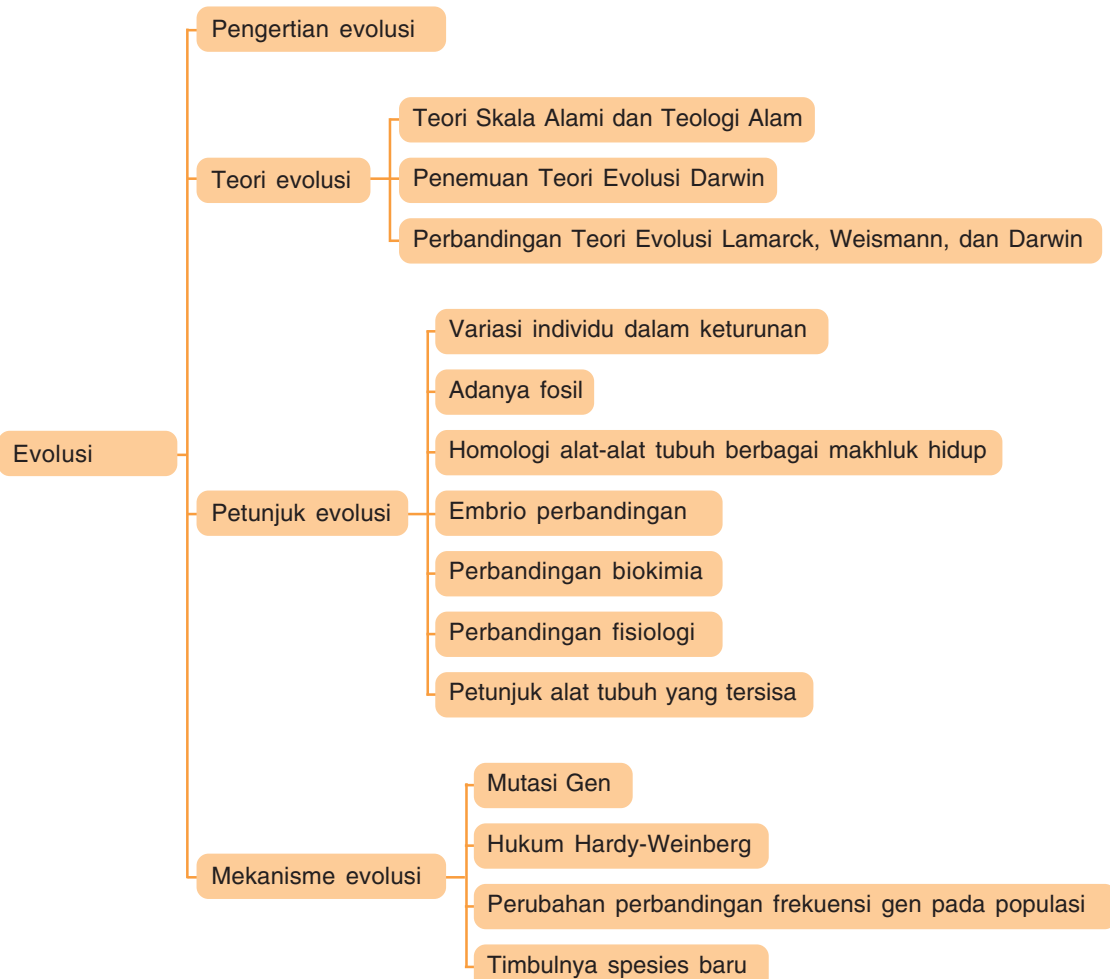 Pengertian evolusi
Teori evolusi
Teori Skala Alami dan Teologi Alam
Penemuan Teori Evolusi Darwin
Perbandingan Teori Evolusi Lamarck, Weismann, dan Darwin
Evolusi
Petunjuk evolusi
Variasi individu dalam keturunan
Adanya fosil
Homologi alat-alat tubuh berbagai makhluk hidup
Embrio perbandingan
Perbandingan biokimia
Perbandingan fisiologi
Petunjuk alat tubuh yang tersisa
Mekanisme evolusi
Mutasi Gen
Hukum Hardy-Weinberg
Perubahan perbandingan frekuensi gen pada populasi
Timbulnya spesies baru